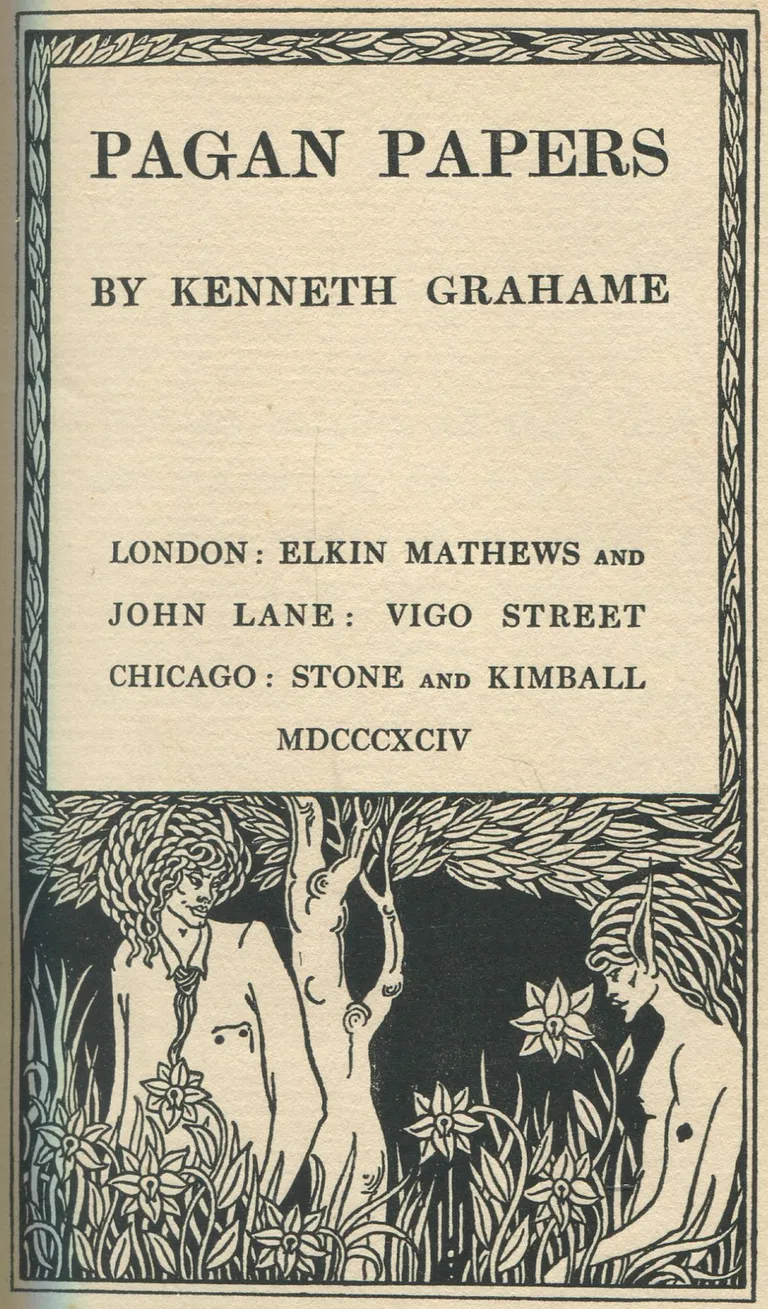 PAGAN PAPERS
BY KENNETH GRAHAME
LONDON: ELKIN MATHEWS AND
JOHN LANE: VIGO STREET
CHICAGO: STONE AND KIMBALL
MDCCCXCIV